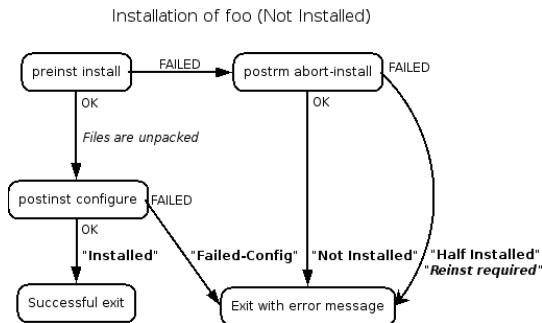 Installation of foo (Not Installed)
preinst install
FAILED
postrm abort-install
FAILED
OK
OK
Files are unpacked
postinst configure
FAILED
OK
"Installed"
"Failed-Config"
"Not Installed"
"Half Installed"
"Reinst required"
Successful exit
Exit with error message